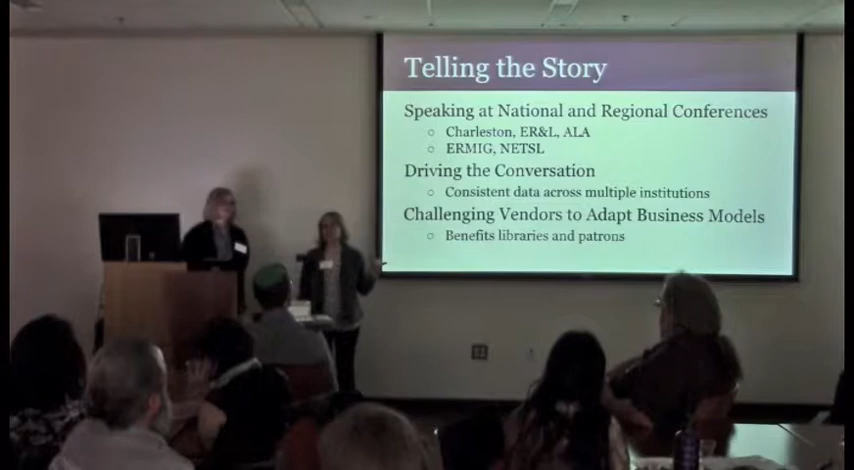 Telling the Story
Speaking at National and Regional Conferences
○ Charleston, ER&L, ALA
○ ERMIG, NETSL
Driving the Conversation
○ Consistent data across multiple institutions
Challenging Vendors to Adapt Business Models
○ Benefits libraries and patrons